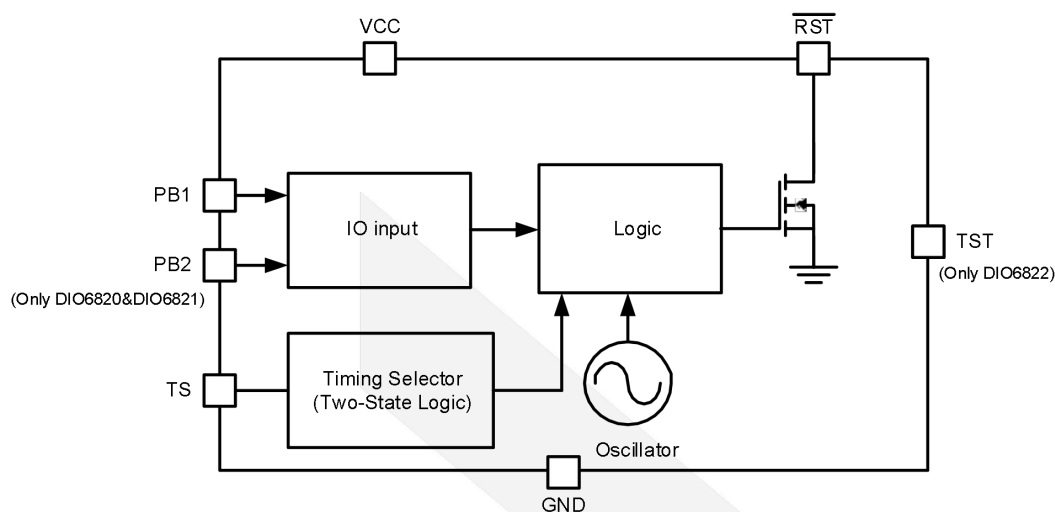 VCC
R̅S̅T̅
PB1
IO input
Logic
PB2
(Only DIO6820&DIO6821)
TST
(Only DIO6822)
TS
Timing Selector
(Two-State Logic)
Oscillator
GND